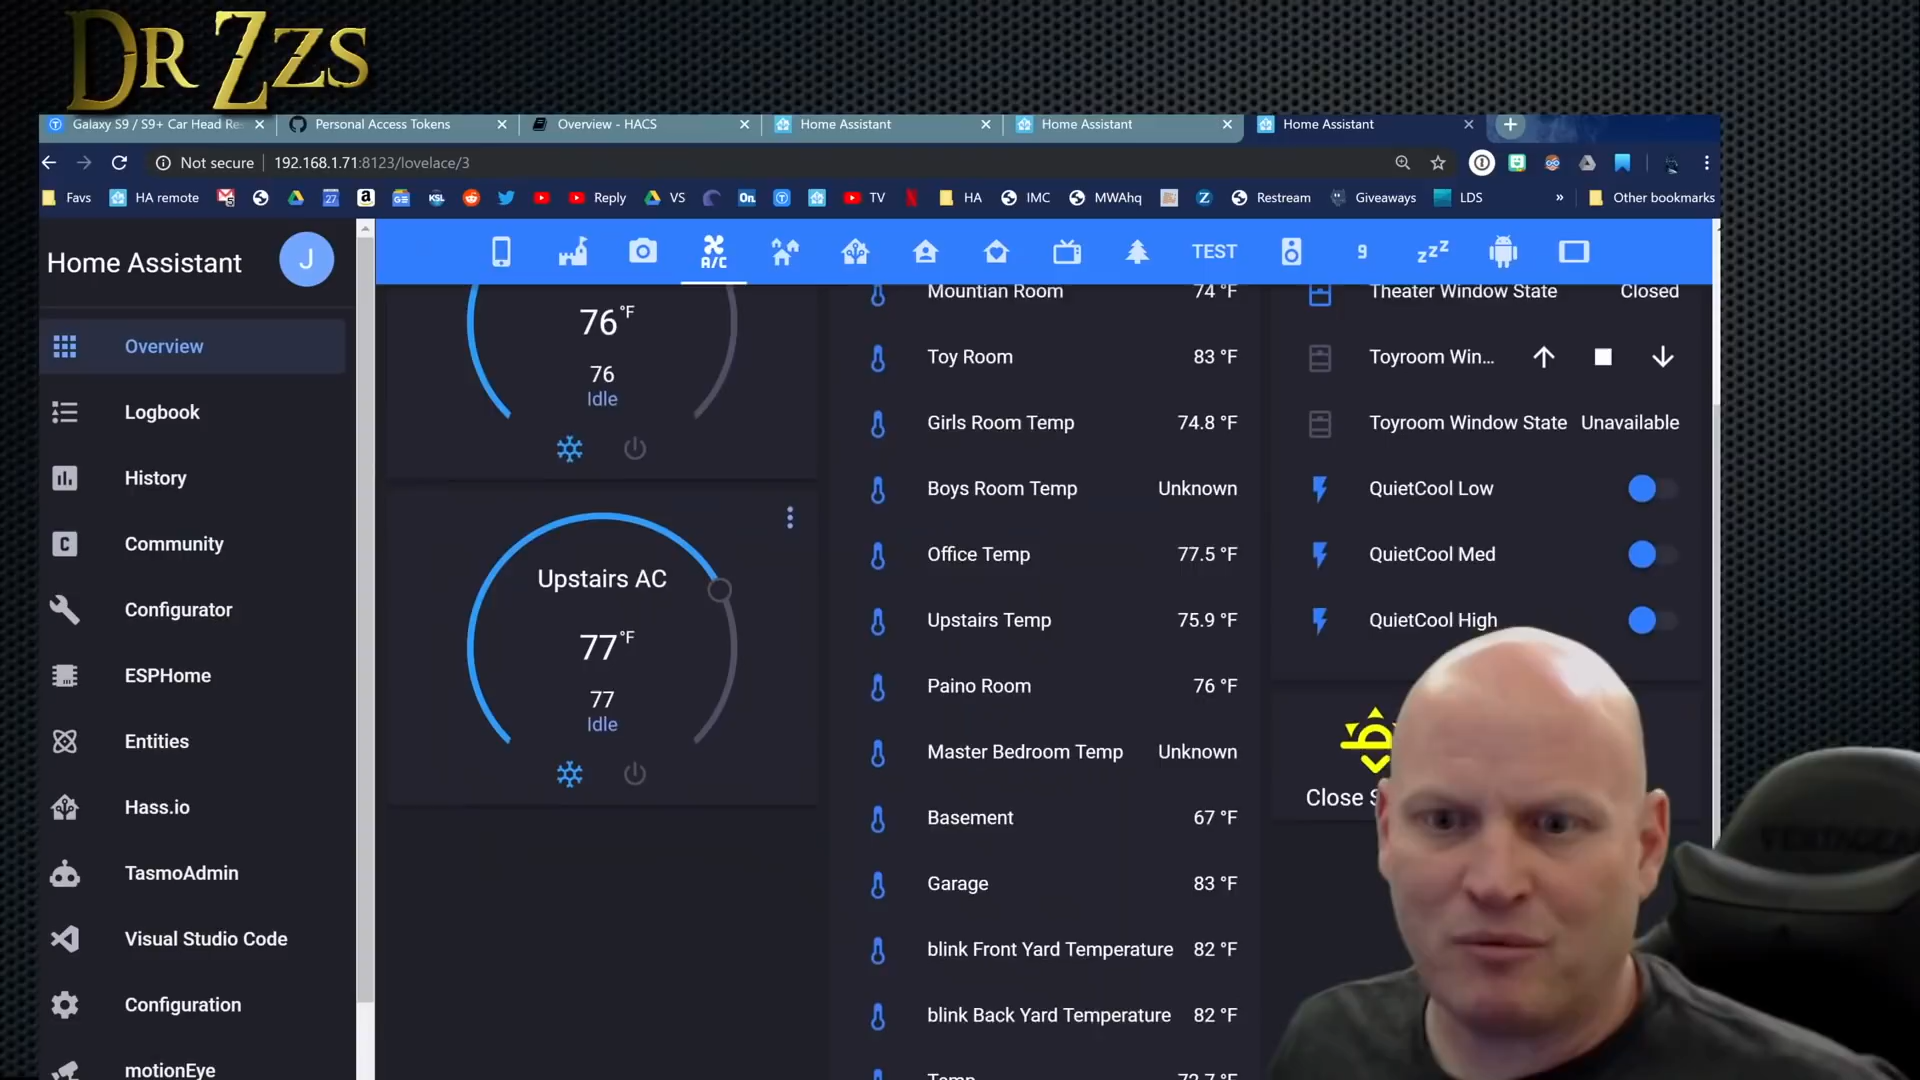 DR ZZS
Galaxy S9 / S9+ Car Head Re
Personal Access Tokens
Overview - HACS
Home Assistant
Home Assistant
Home Assistant
Not secure
192.168.1.71:8123/lovelace/3
Favs
HA remote
Reply
VS
On.
TV
HA
IMC
MWAhq
Z
Restream
Giveaways
LDS
»
Other bookmarks
Home Assistant
J
A/C
TEST
9
zzz
Overview
Logbook
History
Community
Configurator
ESPHome
Entities
Hass.io
TasmoAdmin
Visual Studio Code
Configuration
motionEye
76 °F
76
Idle
Upstairs AC
77 °F
77
Idle
Mountian Room 74 °F
Toy Room 83 °F
Girls Room Temp 74.8 °F
Boys Room Temp Unknown
Office Temp 77.5 °F
Upstairs Temp 75.9 °F
Paino Room 76 °F
Master Bedroom Temp Unknown
Basement 67 °F
Garage 83 °F
blink Front Yard Temperature 82 °F
blink Back Yard Temperature 82 °F
Theater Window State Closed
Toyroom Win...
Toyroom Window State Unavailable
QuietCool Low
QuietCool Med
QuietCool High
Close